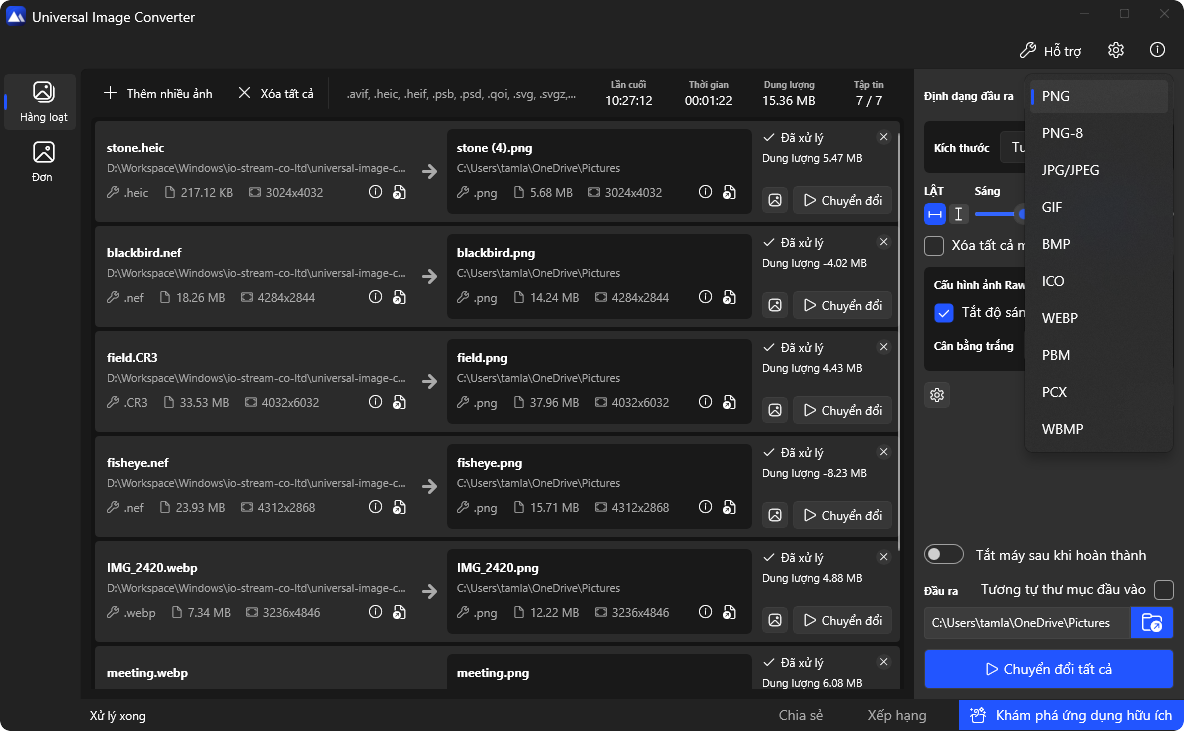 Universal Image Converter
Hỗ trợ
Hàng loạt
Đơn
Thêm nhiều ảnh
Xóa tất cả
.avif, .heic, .heif, .psb, .psd, .qoi, .svg, .svgz,...
Lần cuối
10:27:12
Thời gian
00:01:22
Dung lượng
15.36 MB
Tập tin
7 / 7
stone.heic
D:\Workspace\Windows\io-stream-co-ltd\universal-image-c...
.heic 217.12 KB 3024x4032
stone (4).png
C:\Users\tamla\OneDrive\Pictures
.png 5.68 MB 3024x4032
Đã xử lý
Dung lượng 5.47 MB
Chuyển đổi
blackbird.nef
D:\Workspace\Windows\io-stream-co-ltd\universal-image-c...
.nef 18.26 MB 4284x2844
blackbird.png
C:\Users\tamla\OneDrive\Pictures
.png 14.24 MB 4284x2844
Đã xử lý
Dung lượng -4.02 MB
Chuyển đổi
field.CR3
D:\Workspace\Windows\io-stream-co-ltd\universal-image-c...
.CR3 33.53 MB 4032x6032
field.png
C:\Users\tamla\OneDrive\Pictures
.png 37.96 MB 4032x6032
Đã xử lý
Dung lượng 4.43 MB
Chuyển đổi
fisheye.nef
D:\Workspace\Windows\io-stream-co-ltd\universal-image-c...
.nef 23.93 MB 4312x2868
fisheye.png
C:\Users\tamla\OneDrive\Pictures
.png 15.71 MB 4312x2868
Đã xử lý
Dung lượng -8.23 MB
Chuyển đổi
IMG_2420.webp
D:\Workspace\Windows\io-stream-co-ltd\universal-image-c...
.webp 7.34 MB 3236x4846
IMG_2420.png
C:\Users\tamla\OneDrive\Pictures
.png 12.22 MB 3236x4846
Đã xử lý
Dung lượng 4.88 MB
Chuyển đổi
meeting.webp
meeting.png
Đã xử lý
Dung lượng 6.08 MB
Định dạng đầu ra
Kích thước
LẬT
Sáng
Xóa tất cả
Cấu hình ảnh Raw
Tắt độ sán
Cân bằng trắng
PNG
PNG-8
JPG/JPEG
GIF
BMP
ICO
WEBP
PBM
PCX
WBMP
Tắt máy sau khi hoàn thành
Đầu ra
Tương tự thư mục đầu vào
C:\Users\tamla\OneDrive\Pictures
Chuyển đổi tất cả
Xử lý xong
Chia sẻ
Xếp hạng
Khám phá ứng dụng hữu ích